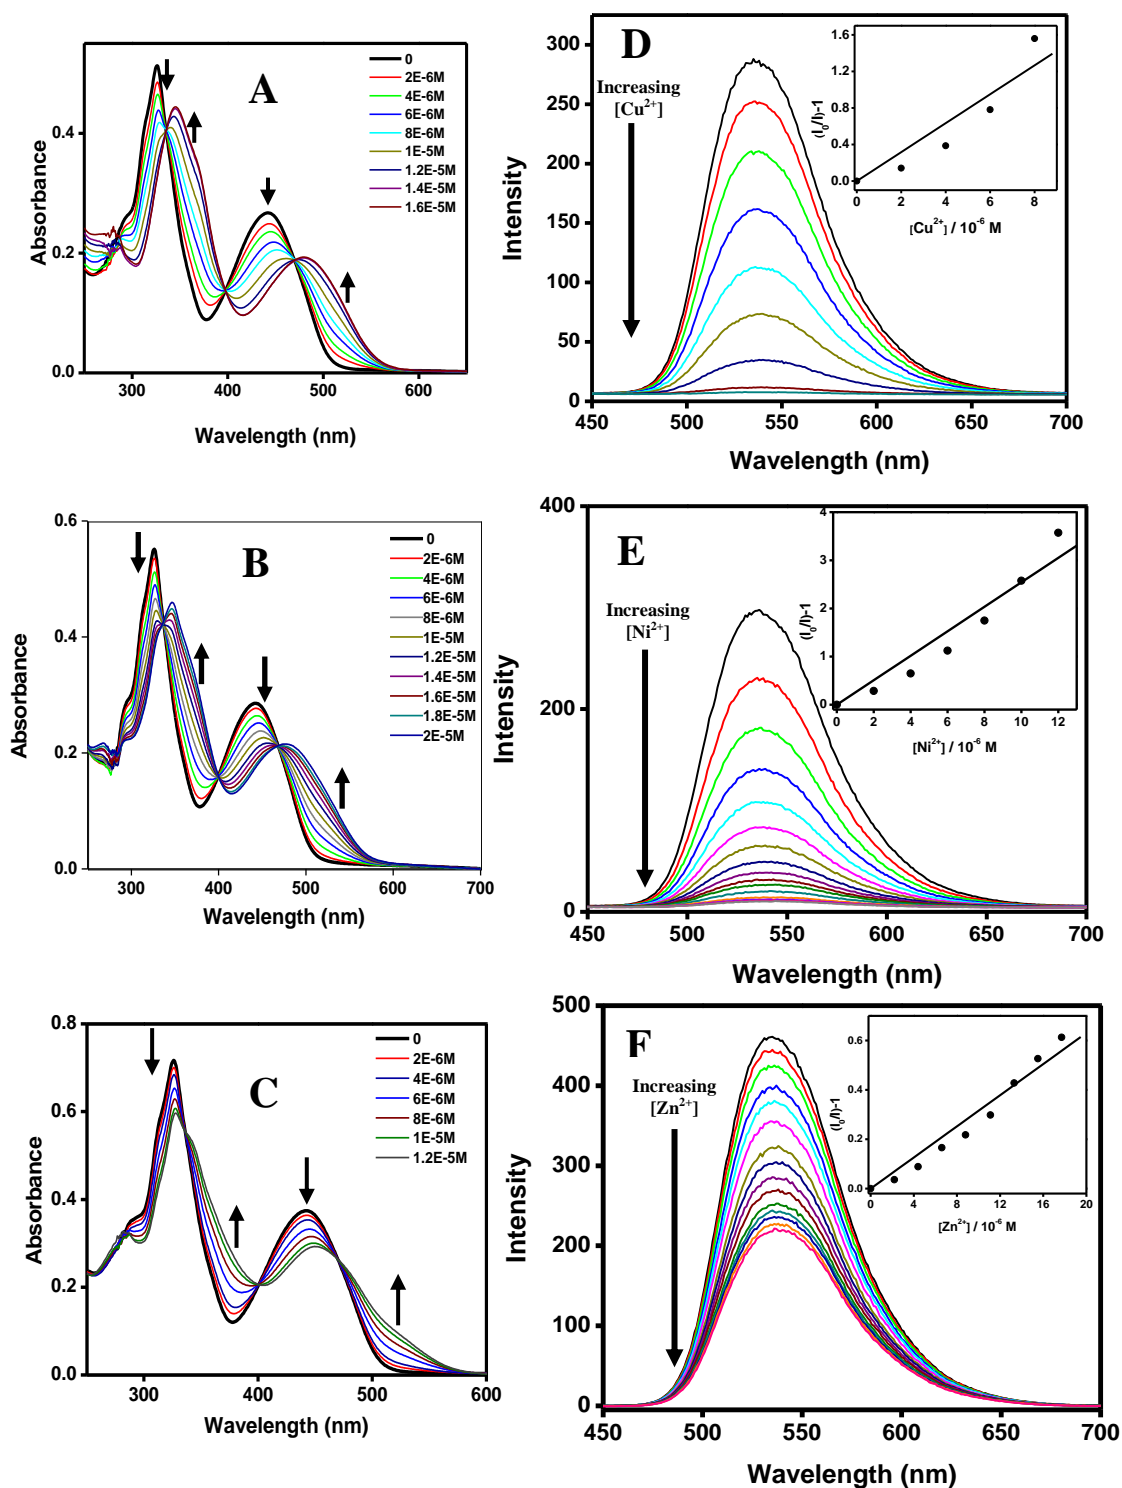 A
0
2E-6M
4E-6M
6E-6M
8E-6M
1E-5M
1.2E-5M
1.4E-5M
1.6E-5M
Absorbance
0.4
0.2
0.0
300 400 500 600
Wavelength (nm)
D
Increasing
[Cu²⁺]
Intensity
300
250
200
150
100
50
0
450 500 550 600 650 700
Wavelength (nm)
(I₀/I)-1
1.6
1.2
0.8
0.4
0.0
0 2 4 6 8
[Cu²⁺] / 10⁻⁶ M
B
0
2E-6M
4E-6M
6E-6M
8E-6M
1E-5M
1.2E-5M
1.4E-5M
1.6E-5M
1.8E-5M
2E-5M
Absorbance
0.6
0.4
0.2
0.0
300 400 500 600 700
Wavelength (nm)
E
Increasing
[Ni²⁺]
Intensity
400
200
0
450 500 550 600 650 700
Wavelength (nm)
(I₀/I)-1
4
3
2
1
0
0 2 4 6 8 10 12
[Ni²⁺] / 10⁻⁶ M
C
0
2E-6M
4E-6M
6E-6M
8E-6M
1E-5M
1.2E-5M
Absorbance
0.8
0.6
0.4
0.2
0.0
300 400 500 600
Wavelength (nm)
F
Increasing
[Zn²⁺]
Intensity
500
400
300
200
100
0
450 500 550 600 650 700
Wavelength (nm)
(I₀/I)-1
0.6
0.4
0.2
0.0
0 4 8 12 16 20
[Zn²⁺] / 10⁻⁶ M